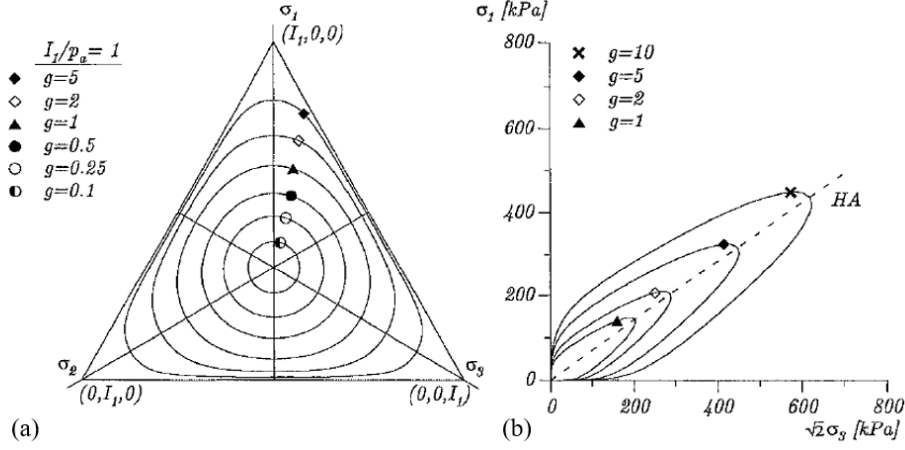 σ1
(I1,0,0)
I1/pa = 1
g=5
g=2
g=1
g=0.5
g=0.25
g=0.1
σ2
(0,I1,0)
σ3
(0,0,I1)
(a)
σ1 [kPa]
800
600
400
200
0
g=10
g=5
g=2
g=1
HA
0
200
400
600
800
√2σ3 [kPa]
(b)